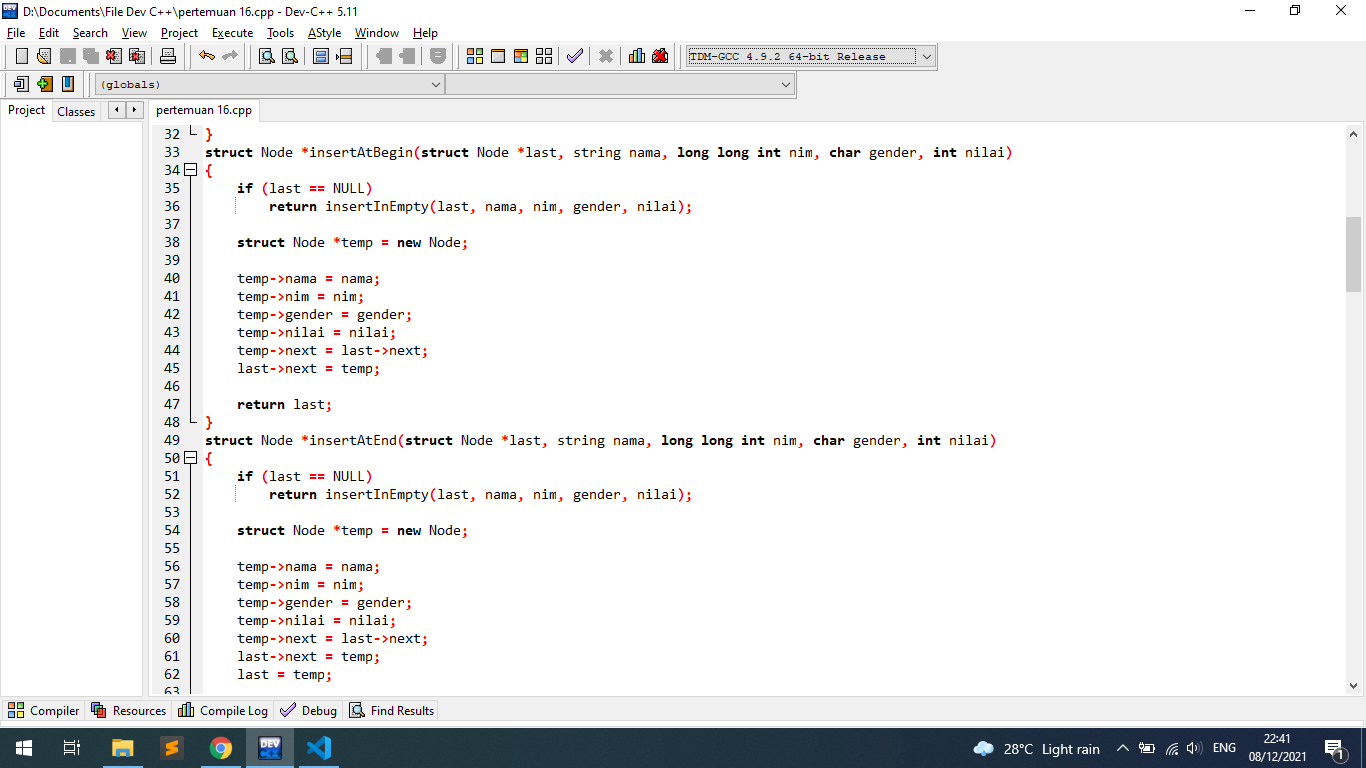 D:\Documents\File Dev C++\pertemuan 16.cpp - Dev-C++ 5.11
File Edit Search View Project Execute Tools AStyle Window Help
TDM-GCC 4.9.2 64-bit Release
(globals)
Project Classes pertemuan 16.cpp
32 }
33 struct Node *insertAtBegin(struct Node *last, string nama, long long int nim, char gender, int nilai)
34 {
35 if (last == NULL)
36 return insertInEmpty(last, nama, nim, gender, nilai);
37
38 struct Node *temp = new Node;
39
40 temp->nama = nama;
41 temp->nim = nim;
42 temp->gender = gender;
43 temp->nilai = nilai;
44 temp->next = last->next;
45 last->next = temp;
46
47 return last;
48 }
49 struct Node *insertAtEnd(struct Node *last, string nama, long long int nim, char gender, int nilai)
50 {
51 if (last == NULL)
52 return insertInEmpty(last, nama, nim, gender, nilai);
53
54 struct Node *temp = new Node;
55
56 temp->nama = nama;
57 temp->nim = nim;
58 temp->gender = gender;
59 temp->nilai = nilai;
60 temp->next = last->next;
61 last->next = temp;
62 last = temp;
63
Compiler Resources Compile Log Debug Find Results
DEV 28°C Light rain ENG 22:41
08/12/2021 1